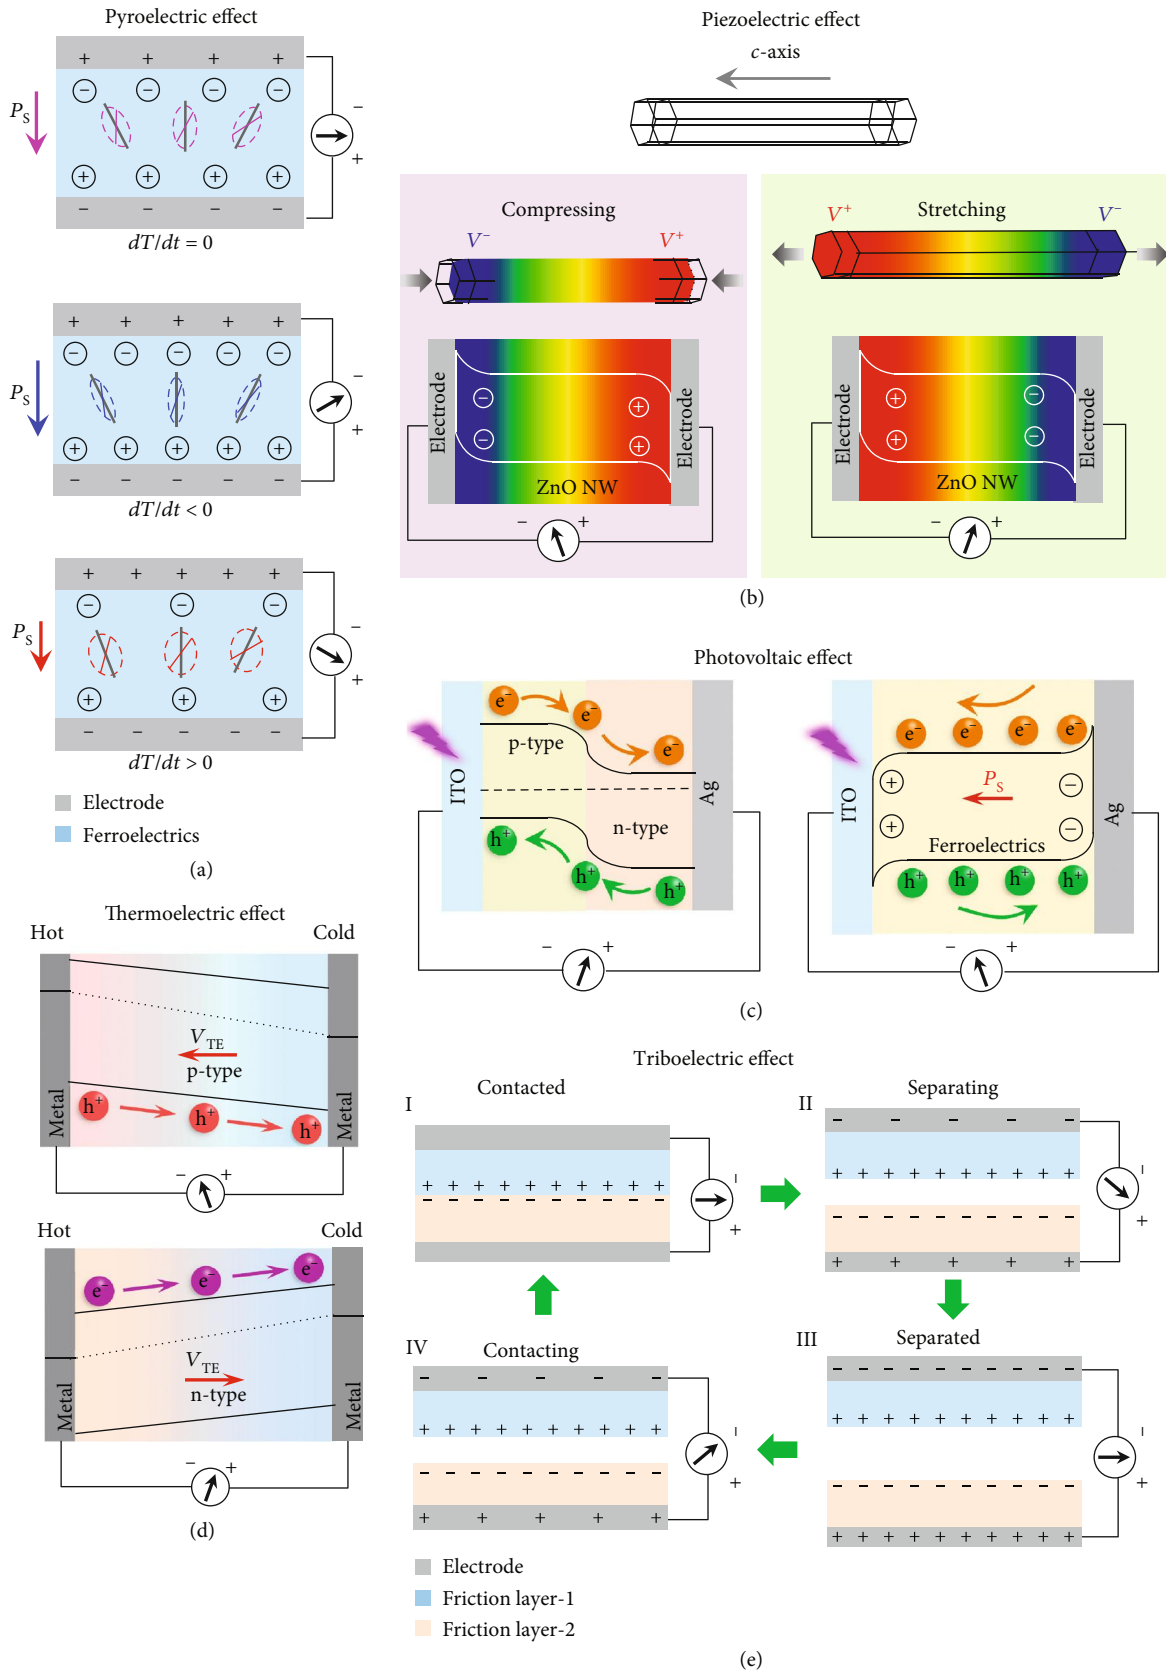 Pyroelectric effect
+ + + +
− − − −
P_S
+ + + +
− − − −
−
+
dT/dt = 0
+ + + + +
− − − − −
P_S
+ + + + +
− − − − −
−
+
dT/dt < 0
+ + + + +
− − −
P_S
+ + +
− − − − −
−
+
dT/dt > 0
Electrode
Ferroelectrics
(a)
Piezoelectric effect
c-axis
Compressing
V⁻ V⁺
Electrode
− +
− +
Electrode
ZnO NW
− +
Stretching
V⁺ V⁻
Electrode
+ −
+ −
Electrode
ZnO NW
− +
(b)
Photovoltaic effect
e⁻ e⁻ e⁻
p-type
ITO
Ag
n-type
h⁺ h⁺ h⁺
− +
e⁻ e⁻ e⁻ e⁻
P_S
+ −
+ −
ITO
Ag
Ferroelectrics
h⁺ h⁺ h⁺ h⁺
− +
(c)
Thermoelectric effect
Hot Cold
V_TE
p-type
Metal
h⁺ h⁺ h⁺
Metal
− +
Hot Cold
e⁻ e⁻ e⁻
V_TE
n-type
Metal
Metal
− +
(d)
Triboelectric effect
I
Contacted
+ + + + + + + + + +
− − − − − − − − − −
−
+
II
Separating
− − − − −
+ + + + + + + + + +
− − − − − − − − − −
+ + + + +
−
+
IV
Contacting
− − − − −
+ + + + + + + + + +
− − − − − − − − − −
+ + + + +
−
+
III
Separated
− − − − − − − − − −
+ + + + + + + + + +
− − − − − − − − − −
+ + + + + + + + + +
−
+
Electrode
Friction layer-1
Friction layer-2
(e)